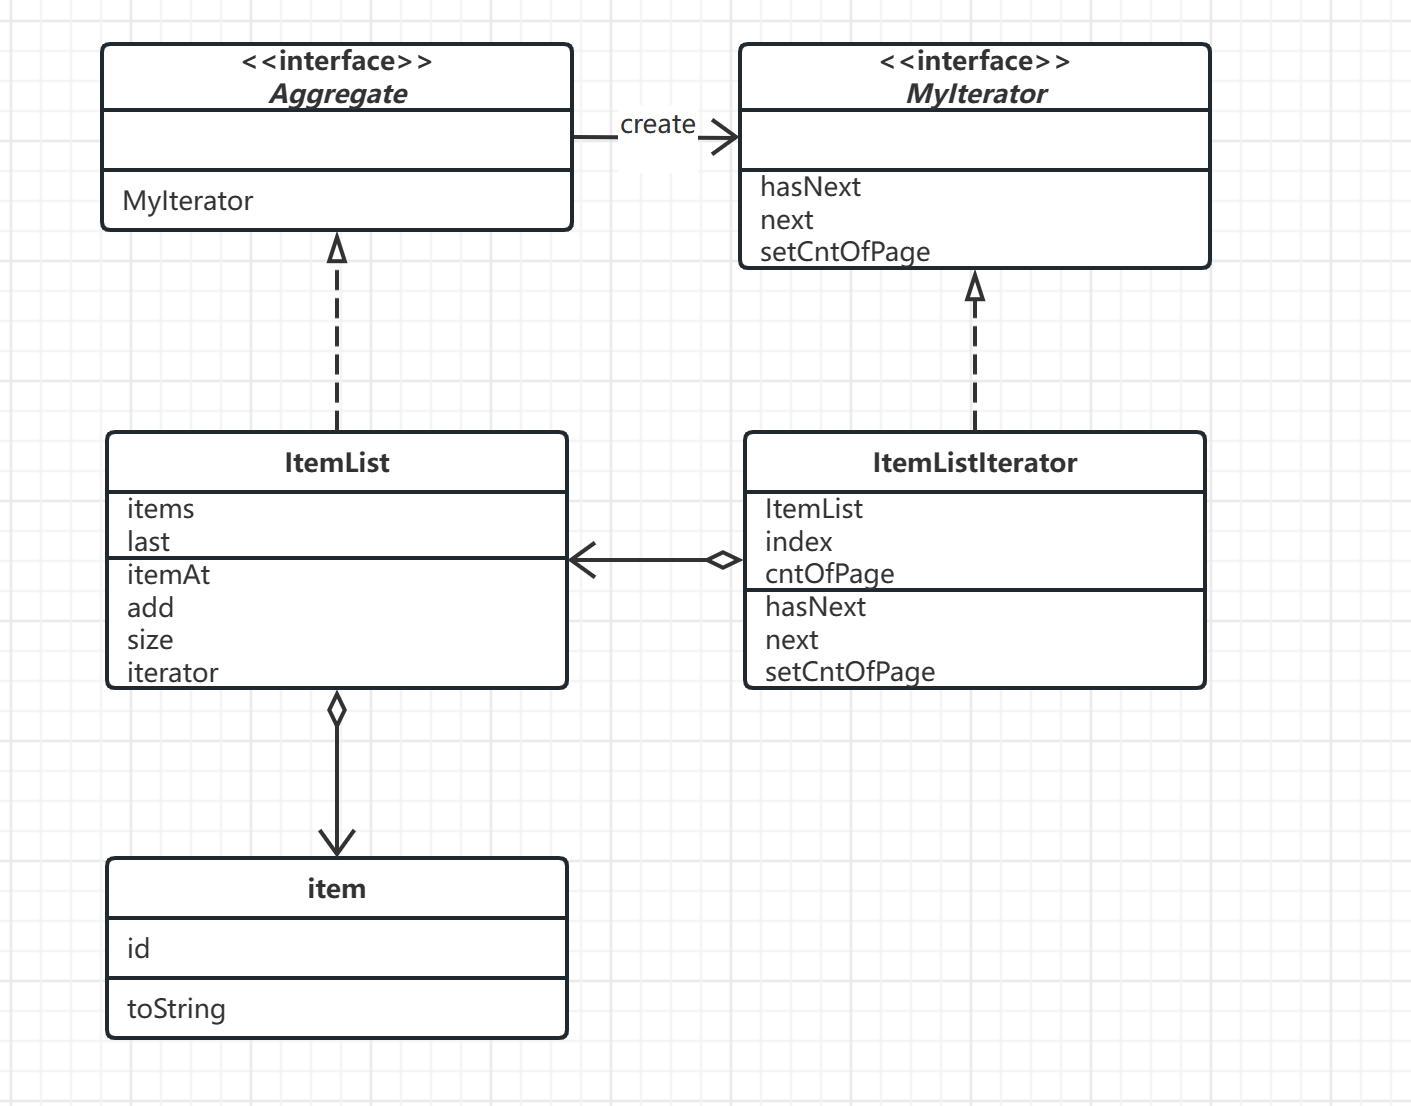 <<interface>>
Aggregate
MyIterator
create
<<interface>>
MyIterator
hasNext
next
setCntOfPage
ItemList
items
last
itemAt
add
size
iterator
ItemListIterator
ItemList
index
cntOfPage
hasNext
next
setCntOfPage
item
id
toString